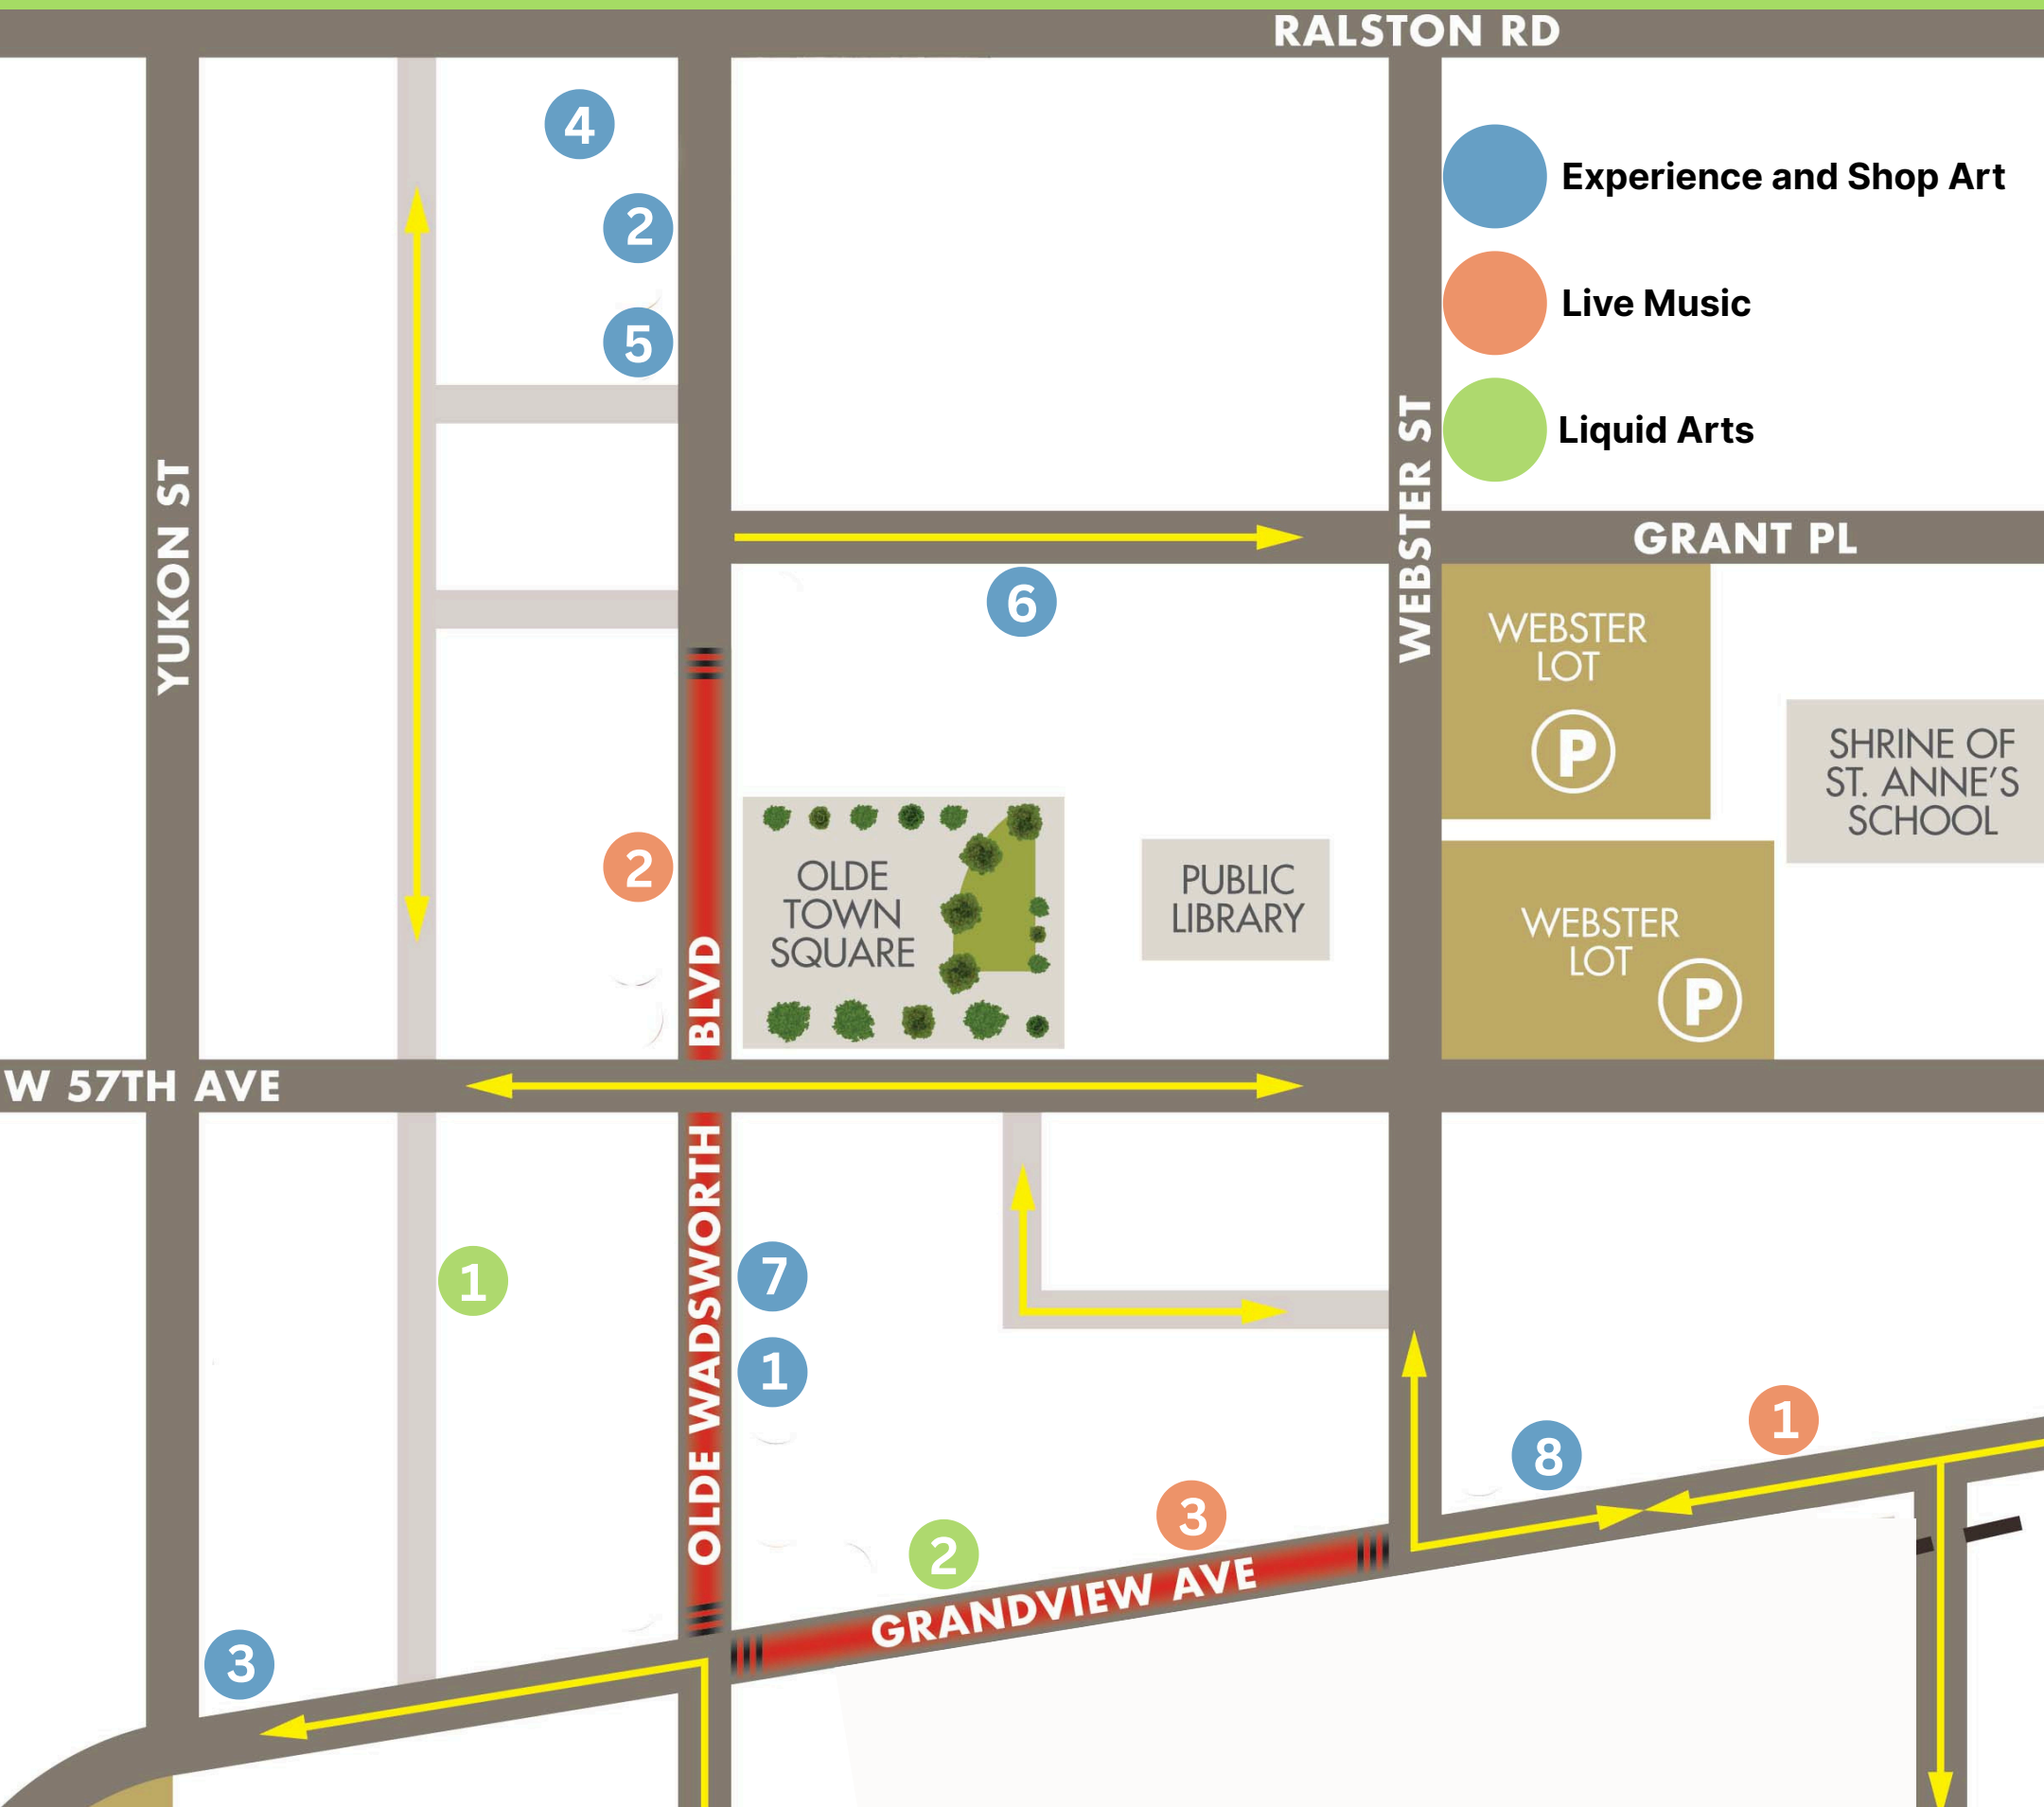 RALSTON RD
4
2
5
Experience and Shop Art
Live Music
Liquid Arts
YUKON ST
WEBSTER ST
GRANT PL
6
WEBSTER
LOT
P
SHRINE OF
ST. ANNE'S
SCHOOL
2
OLDE
TOWN
SQUARE
PUBLIC
LIBRARY
WEBSTER
LOT
P
W 57TH AVE
OLDE WADSWORTH BLVD
1
7
1
1
8
3
2
GRANDVIEW AVE
3